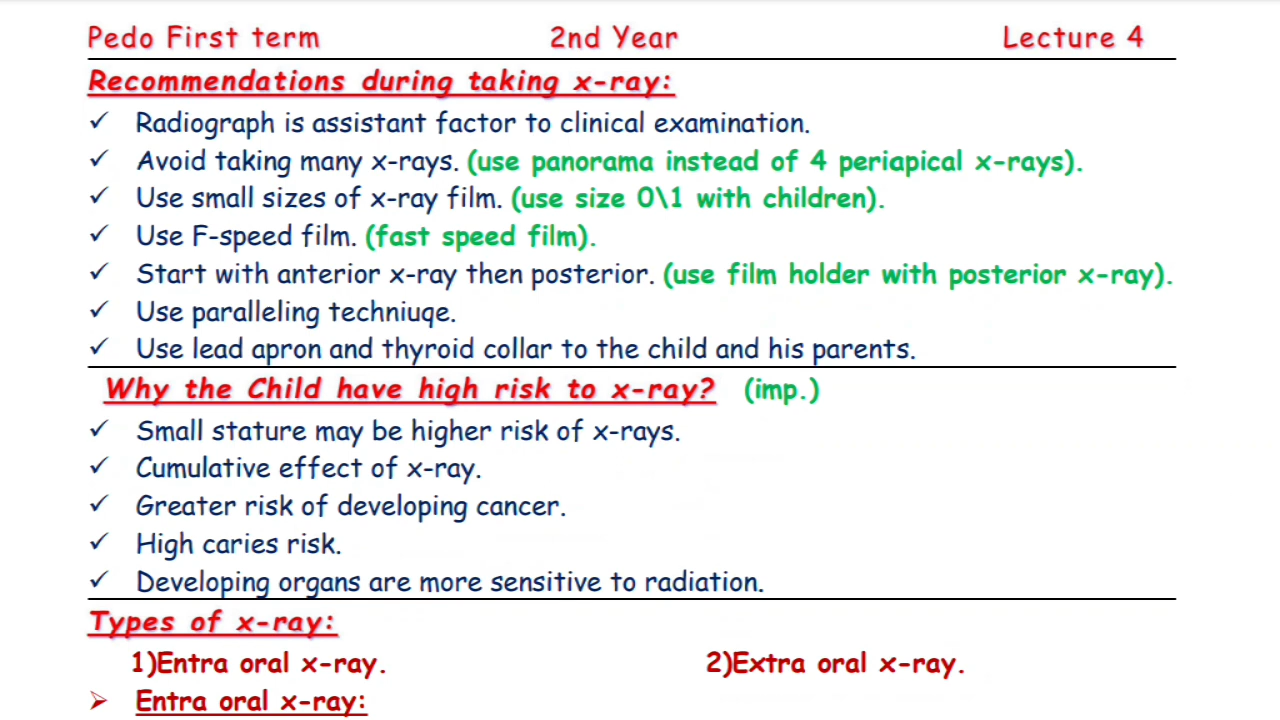 Pedo First term 2nd Year Lecture 4
Recommendations during taking x-ray:
✓ Radiograph is assistant factor to clinical examination.
✓ Avoid taking many x-rays. (use panorama instead of 4 periapical x-rays).
✓ Use small sizes of x-ray film. (use size 0\1 with children).
✓ Use F-speed film. (fast speed film).
✓ Start with anterior x-ray then posterior. (use film holder with posterior x-ray).
✓ Use paralleling techniuqe.
✓ Use lead apron and thyroid collar to the child and his parents.
Why the Child have high risk to x-ray? (imp.)
✓ Small stature may be higher risk of x-rays.
✓ Cumulative effect of x-ray.
✓ Greater risk of developing cancer.
✓ High caries risk.
✓ Developing organs are more sensitive to radiation.
Types of x-ray:
1)Entra oral x-ray. 2)Extra oral x-ray.
➢ Entra oral x-ray: